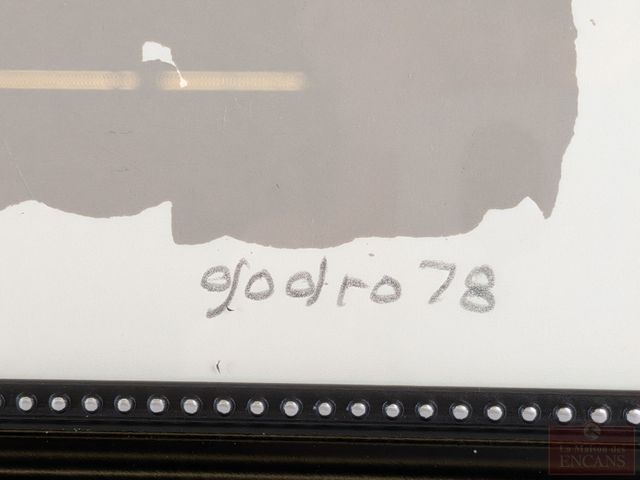 godro 78
La Maison des
ENCANS